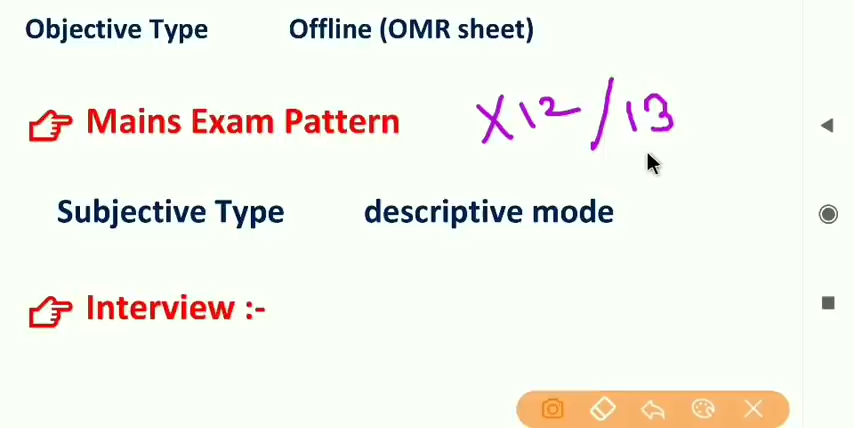 Objective Type Offline (OMR sheet)
Mains Exam Pattern X12/13
Subjective Type descriptive mode
Interview :-